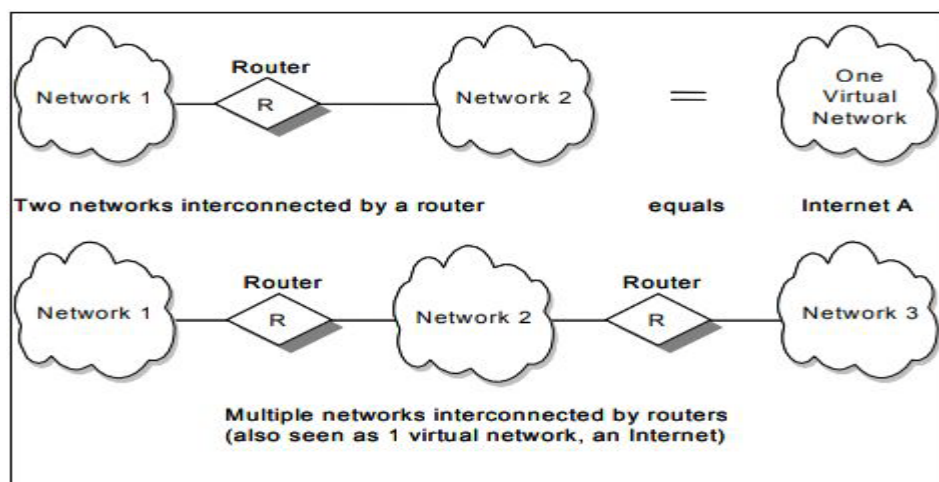 Router
Network 1
R
Network 2
=
One
Virtual
Network
Two networks interconnected by a router
equals
Internet A
Router
Router
Network 1
R
Network 2
R
Network 3
Multiple networks interconnected by routers
(also seen as 1 virtual network, an Internet)